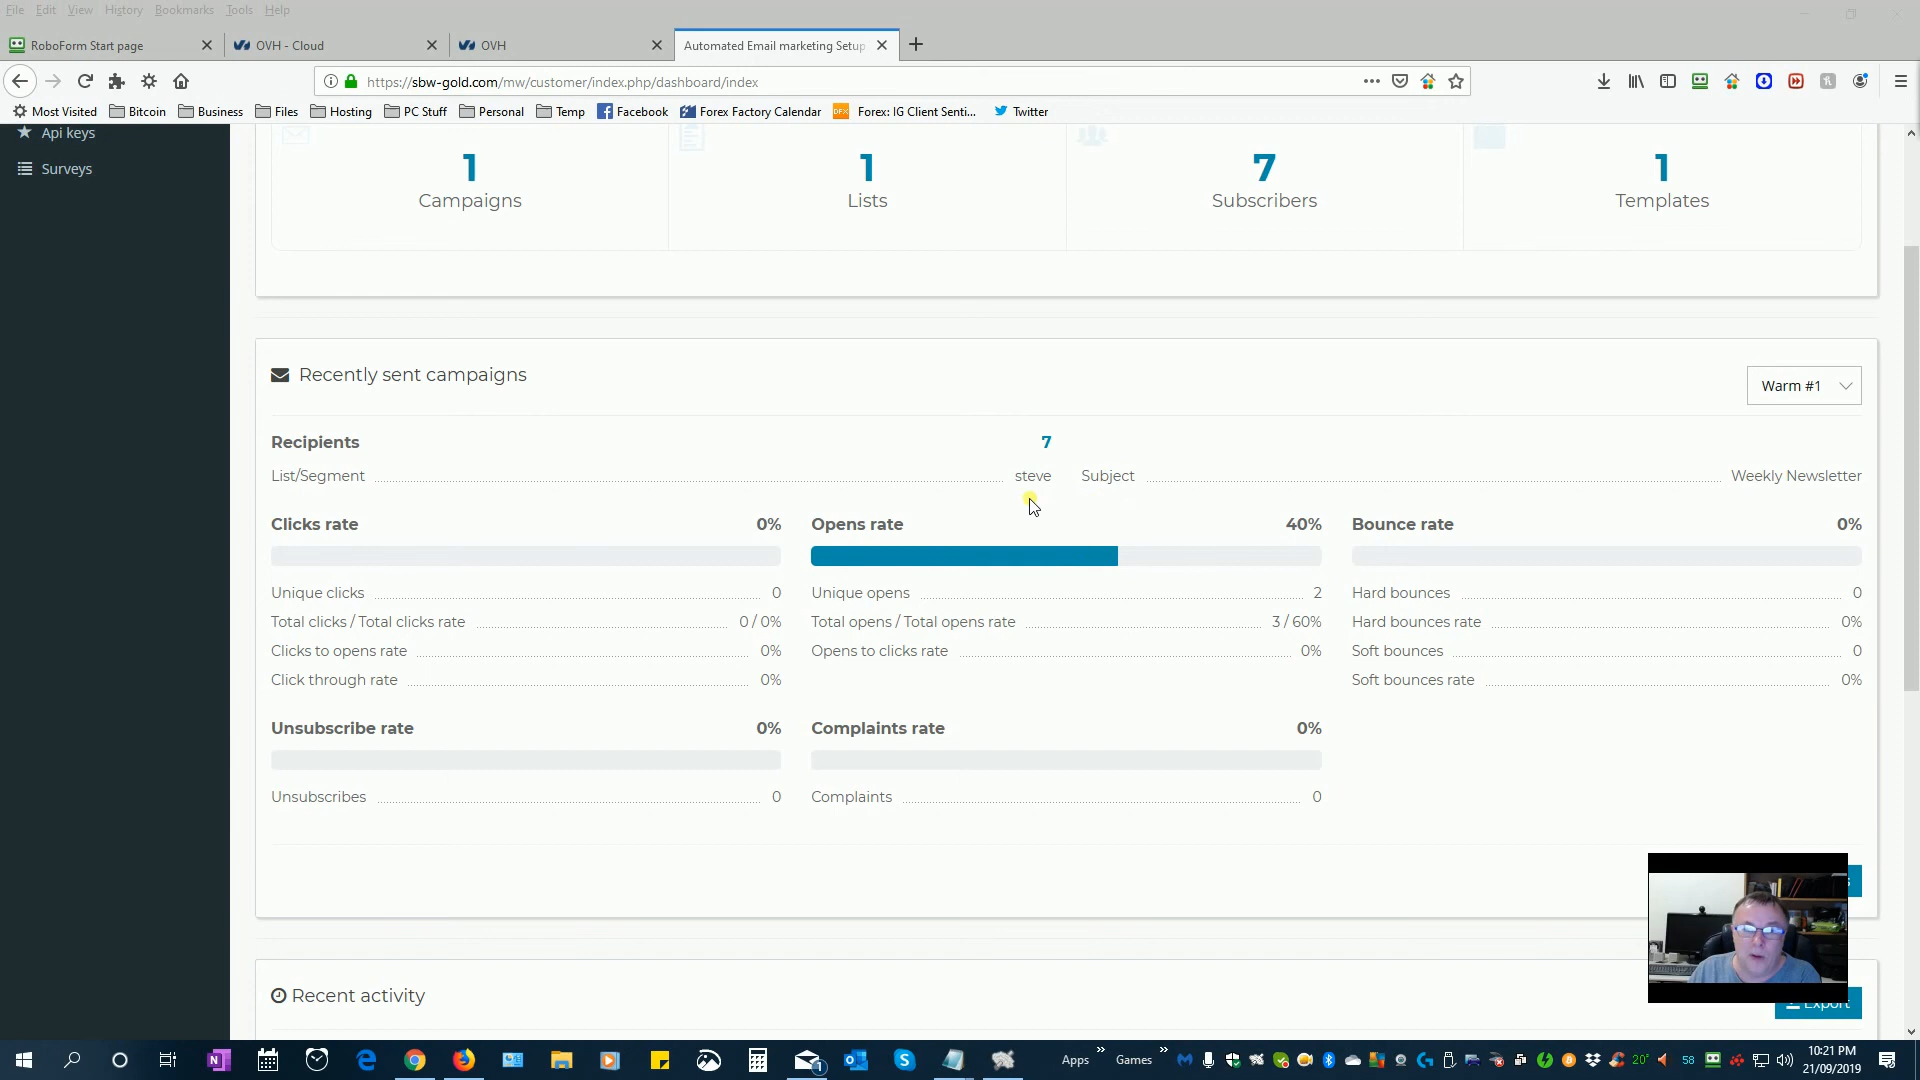 File Edit View History Bookmarks Tools Help
RoboForm Start page
OVH - Cloud
OVH
Automated Email marketing Setup
https://sbw-gold.com/mw/customer/index.php/dashboard/index
Most Visited Bitcoin Business Files Hosting PC Stuff Personal Temp Facebook Forex Factory Calendar Forex: IG Client Senti... Twitter
Api keys
Surveys
1 1 7 1
Campaigns Lists Subscribers Templates
Recently sent campaigns
Warm #1
Recipients 7
List/Segment steve Subject Weekly Newsletter
Clicks rate 0% Opens rate 40% Bounce rate 0%
Unique clicks 0 Unique opens 2 Hard bounces 0
Total clicks / Total clicks rate 0 / 0% Total opens / Total opens rate 3 / 60% Hard bounces rate 0%
Clicks to opens rate 0% Opens to clicks rate 0% Soft bounces 0
Click through rate 0% Soft bounces rate 0%
Unsubscribe rate 0% Complaints rate 0%
Unsubscribes 0 Complaints 0
Recent activity
Export
Apps » Games »
20°
58
10:21 PM
21/09/2019